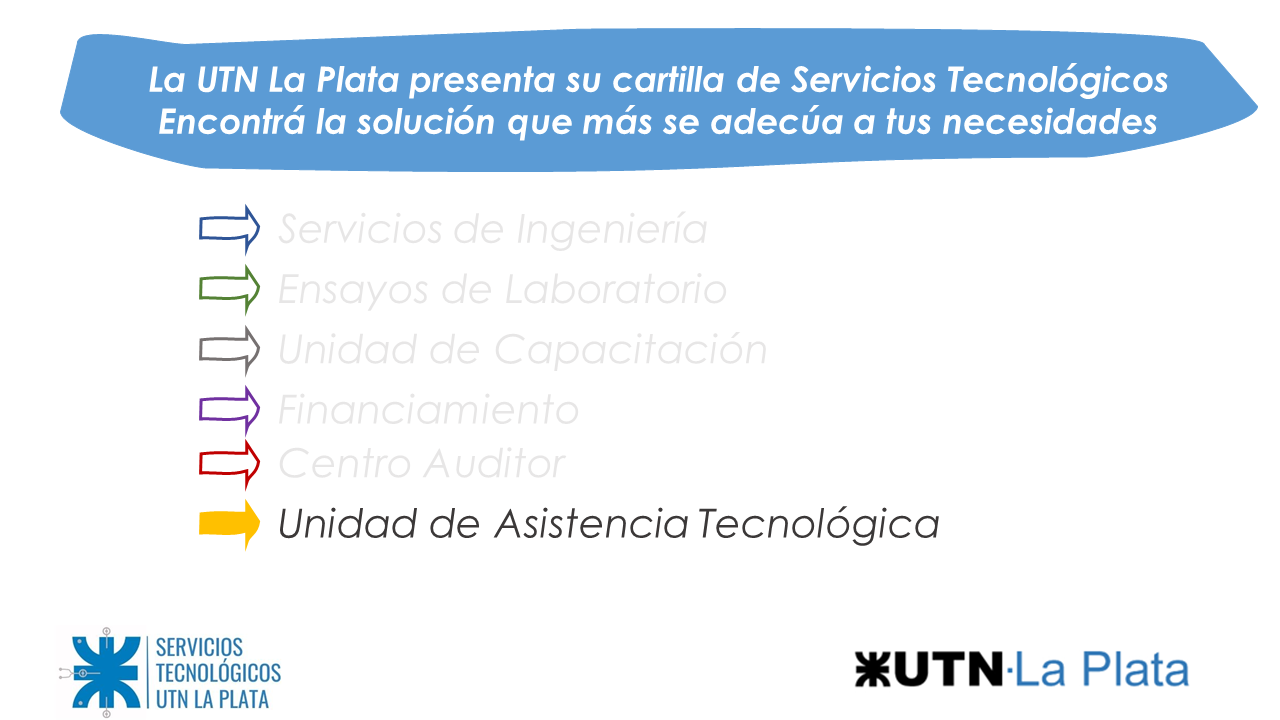 La UTN La Plata presenta su cartilla de Servicios Tecnológicos
Encontrá la solución que más se adecúa a tus necesidades
Servicios de Ingeniería
Ensayos de Laboratorio
Unidad de Capacitación
Financiamiento
Centro Auditor
Unidad de Asistencia Tecnológica
SERVICIOS
TECNOLÓGICOS
UTN LA PLATA
UTN·La Plata